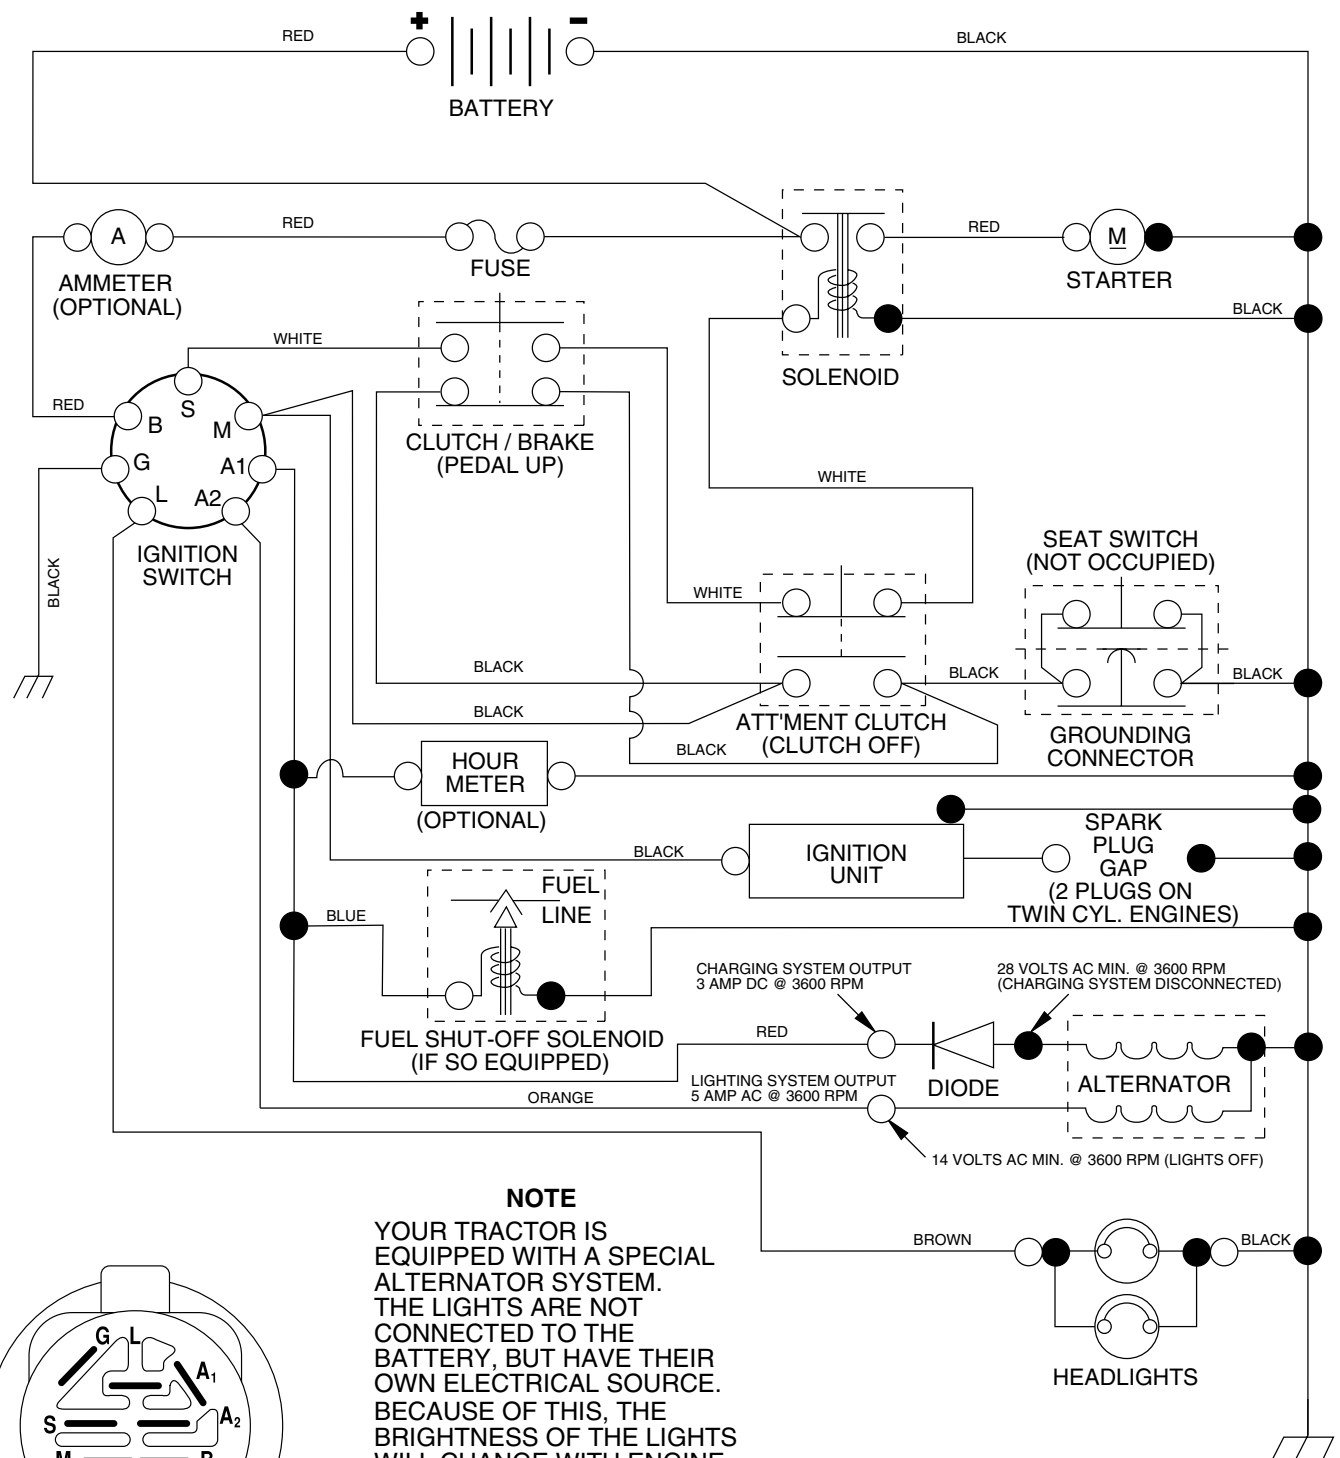 + −
RED
BLACK
BATTERY
A
RED
RED
M
FUSE
STARTER
AMMETER
(OPTIONAL)
BLACK
WHITE
SOLENOID
RED
S
B
M
CLUTCH / BRAKE
(PEDAL UP)
G
A1
L
A2
WHITE
IGNITION
SWITCH
BLACK
SEAT SWITCH
(NOT OCCUPIED)
WHITE
BLACK
BLACK
BLACK
BLACK
ATT'MENT CLUTCH
(CLUTCH OFF)
BLACK
GROUNDING
CONNECTOR
HOUR
METER
(OPTIONAL)
BLACK
IGNITION
UNIT
SPARK
PLUG
GAP
(2 PLUGS ON
TWIN CYL. ENGINES)
FUEL
LINE
BLUE
FUEL SHUT-OFF SOLENOID
(IF SO EQUIPPED)
CHARGING SYSTEM OUTPUT
3 AMP DC @ 3600 RPM
28 VOLTS AC MIN. @ 3600 RPM
(CHARGING SYSTEM DISCONNECTED)
RED
DIODE
ALTERNATOR
LIGHTING SYSTEM OUTPUT
5 AMP AC @ 3600 RPM
ORANGE
14 VOLTS AC MIN. @ 3600 RPM (LIGHTS OFF)
BROWN
BLACK
HEADLIGHTS
NOTE
YOUR TRACTOR IS
EQUIPPED WITH A SPECIAL
ALTERNATOR SYSTEM.
THE LIGHTS ARE NOT
CONNECTED TO THE
BATTERY, BUT HAVE THEIR
OWN ELECTRICAL SOURCE.
BECAUSE OF THIS, THE
BRIGHTNESS OF THE LIGHTS
WILL CHANGE WITH ENGINE
G L
A1
S
A2
M
B